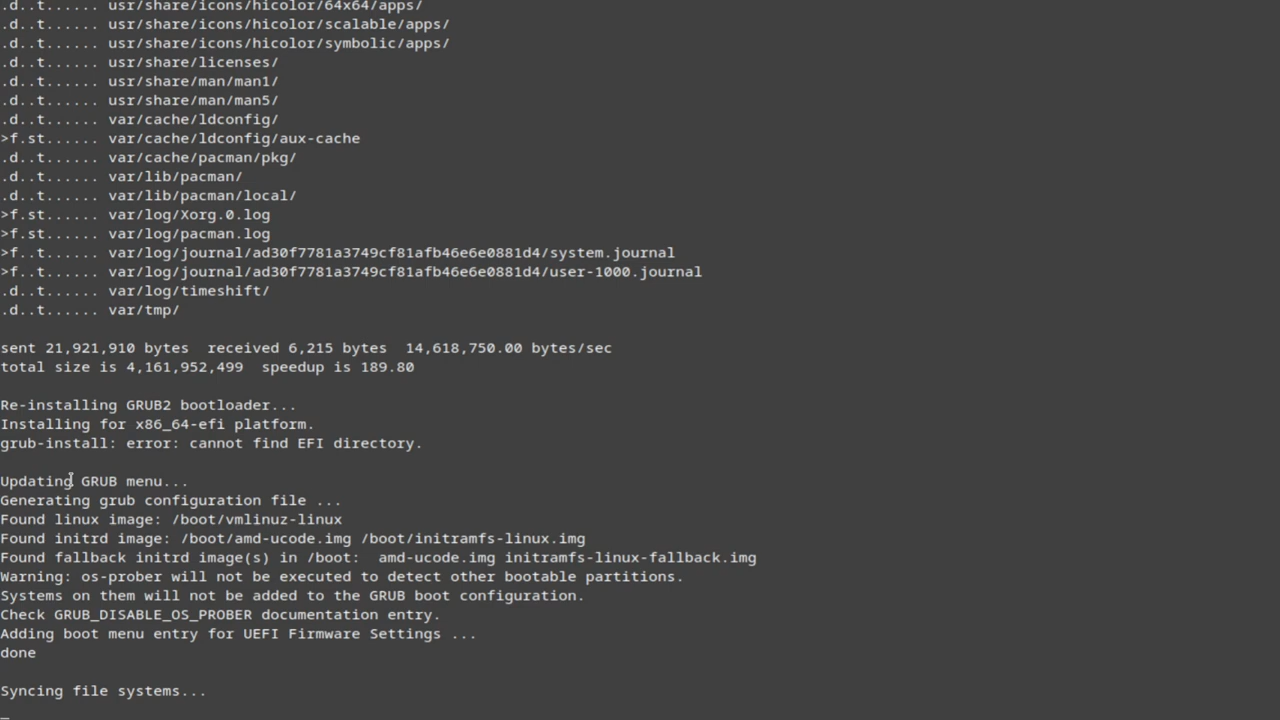 .d..t...... usr/share/icons/hicolor/64x64/apps/
.d..t...... usr/share/icons/hicolor/scalable/apps/
.d..t...... usr/share/icons/hicolor/symbolic/apps/
.d..t...... usr/share/licenses/
.d..t...... usr/share/man/man1/
.d..t...... usr/share/man/man5/
.d..t...... var/cache/ldconfig/
>f.st...... var/cache/ldconfig/aux-cache
.d..t...... var/cache/pacman/pkg/
.d..t...... var/lib/pacman/
.d..t...... var/lib/pacman/local/
>f.st...... var/log/Xorg.0.log
>f.st...... var/log/pacman.log
>f..t...... var/log/journal/ad30f7781a3749cf81afb46e6e0881d4/system.journal
>f..t...... var/log/journal/ad30f7781a3749cf81afb46e6e0881d4/user-1000.journal
.d..t...... var/log/timeshift/
.d..t...... var/tmp/
sent 21,921,910 bytes  received 6,215 bytes  14,618,750.00 bytes/sec
total size is 4,161,952,499  speedup is 189.80
Re-installing GRUB2 bootloader...
Installing for x86_64-efi platform.
grub-install: error: cannot find EFI directory.
Updating GRUB menu...
Generating grub configuration file ...
Found linux image: /boot/vmlinuz-linux
Found initrd image: /boot/amd-ucode.img /boot/initramfs-linux.img
Found fallback initrd image(s) in /boot:  amd-ucode.img initramfs-linux-fallback.img
Warning: os-prober will not be executed to detect other bootable partitions.
Systems on them will not be added to the GRUB boot configuration.
Check GRUB_DISABLE_OS_PROBER documentation entry.
Adding boot menu entry for UEFI Firmware Settings ...
done
Syncing file systems...